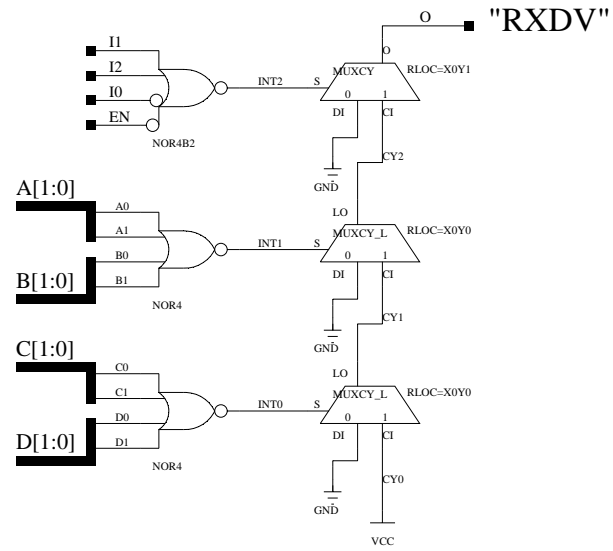 O "RXDV"
I1
I2
I0
EN
NOR4B2
INT2
S
MUXCY
O
RLOC=X0Y1
0 1
DI CI
GND
CY2
A[1:0]
A0
A1
B0
B[1:0]
B1
NOR4
INT1
LO
S
MUXCY_L
RLOC=X0Y0
0 1
DI CI
GND
CY1
C[1:0]
C0
C1
D0
D[1:0]
D1
NOR4
INT0
LO
S
MUXCY_L
RLOC=X0Y0
0 1
DI CI
GND
CY0
VCC